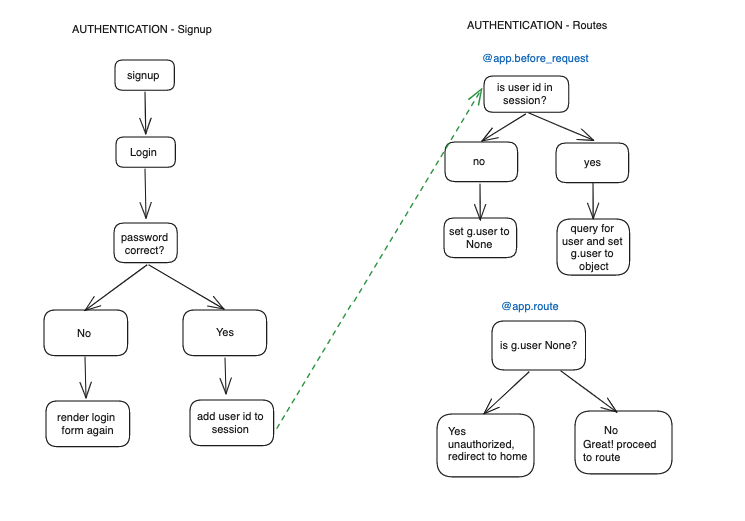 AUTHENTICATION - Signup
signup
Login
password
correct?
No
Yes
render login
form again
add user id to
session
AUTHENTICATION - Routes
@app.before_request
is user id in
session?
no
yes
set g.user to
None
query for
user and set
g.user to
object
@app.route
is g.user None?
Yes
unauthorized,
redirect to home
No
Great! proceed
to route